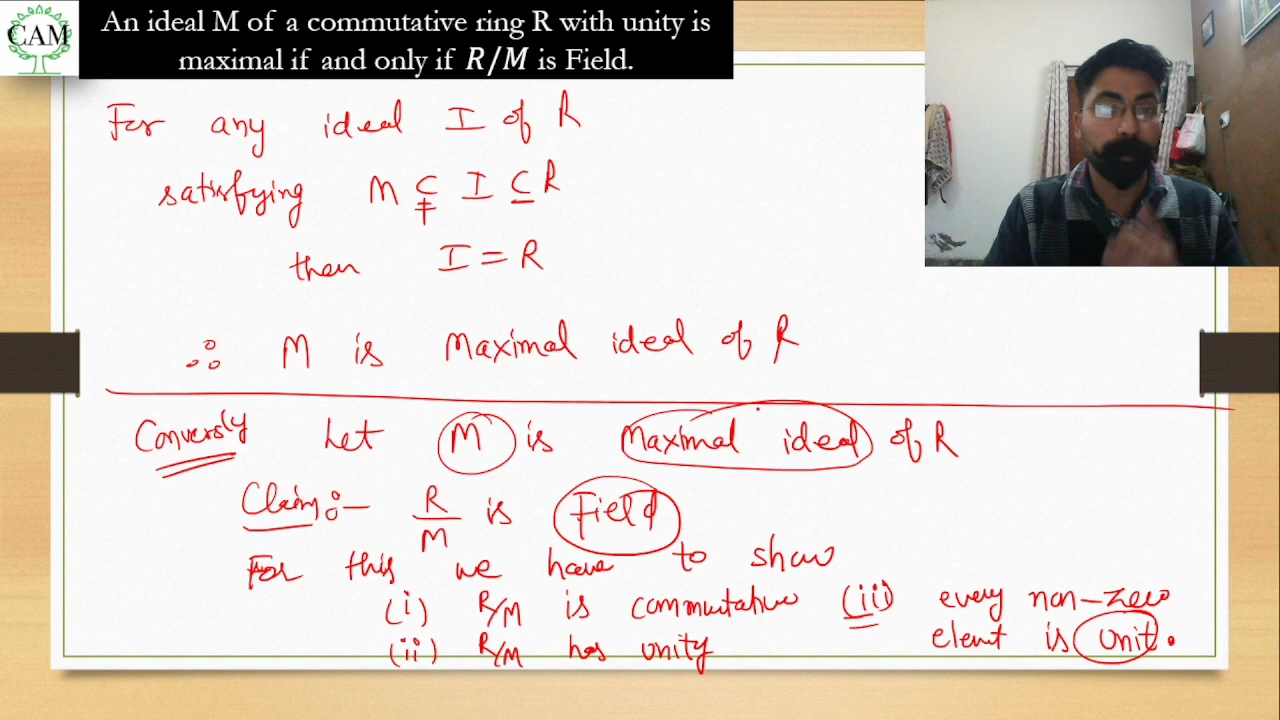 CAM
An ideal M of a commutative ring R with unity is
maximal if and only if R/M is Field.
For any ideal I of R
satisfying M ⊊ I ⊆ R
then I = R
∴ M is Maximal ideal of R
Conversly Let M is Maximal ideal of R
Claim:- R/M is Field
For this we have to show
(i) R/M is commutative (iii) every non-zero
(ii) R/M has unity elemt is unit.